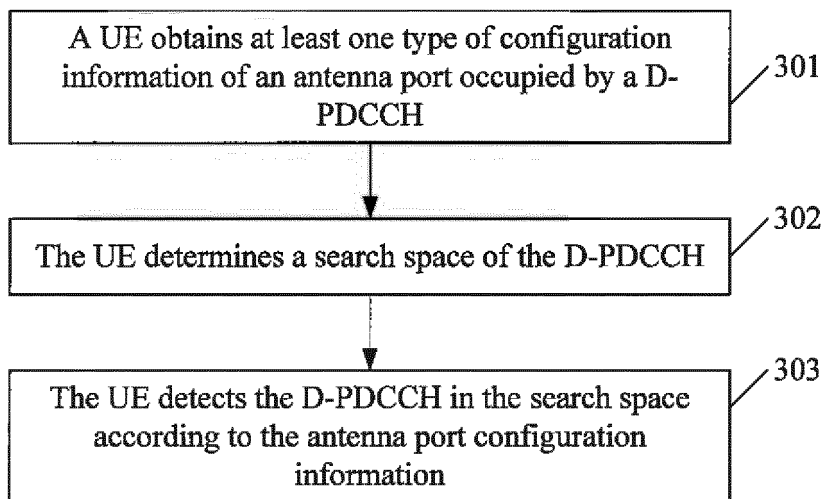 A UE obtains at least one type of configuration
information of an antenna port occupied by a D-
PDCCH
301
302
The UE determines a search space of the D-PDCCH
303
The UE detects the D-PDCCH in the search space
according to the antenna port configuration
information